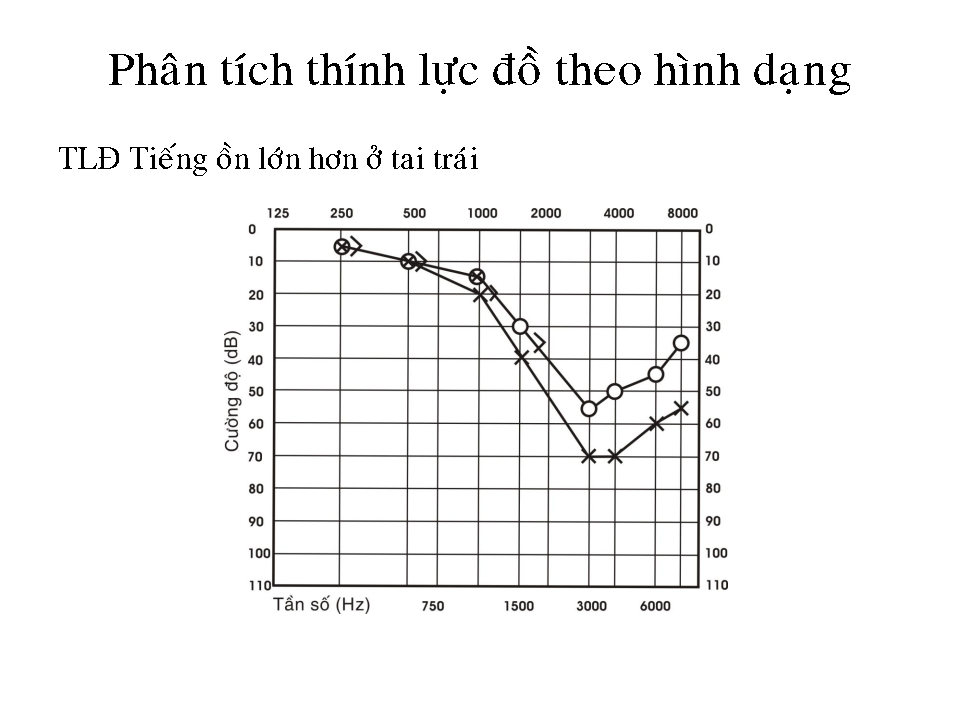 Phân tích thính lực đồ theo hình dạng
TLĐ Tiếng ồn lớn hơn ở tai trái
125 250 500 1000 2000 4000 8000
0 0
10 10
20 20
30 30
40 40
50 50
60 60
70 70
80 80
90 90
100 100
110 110
Cường độ (dB)
Tần số (Hz) 750 1500 3000 6000